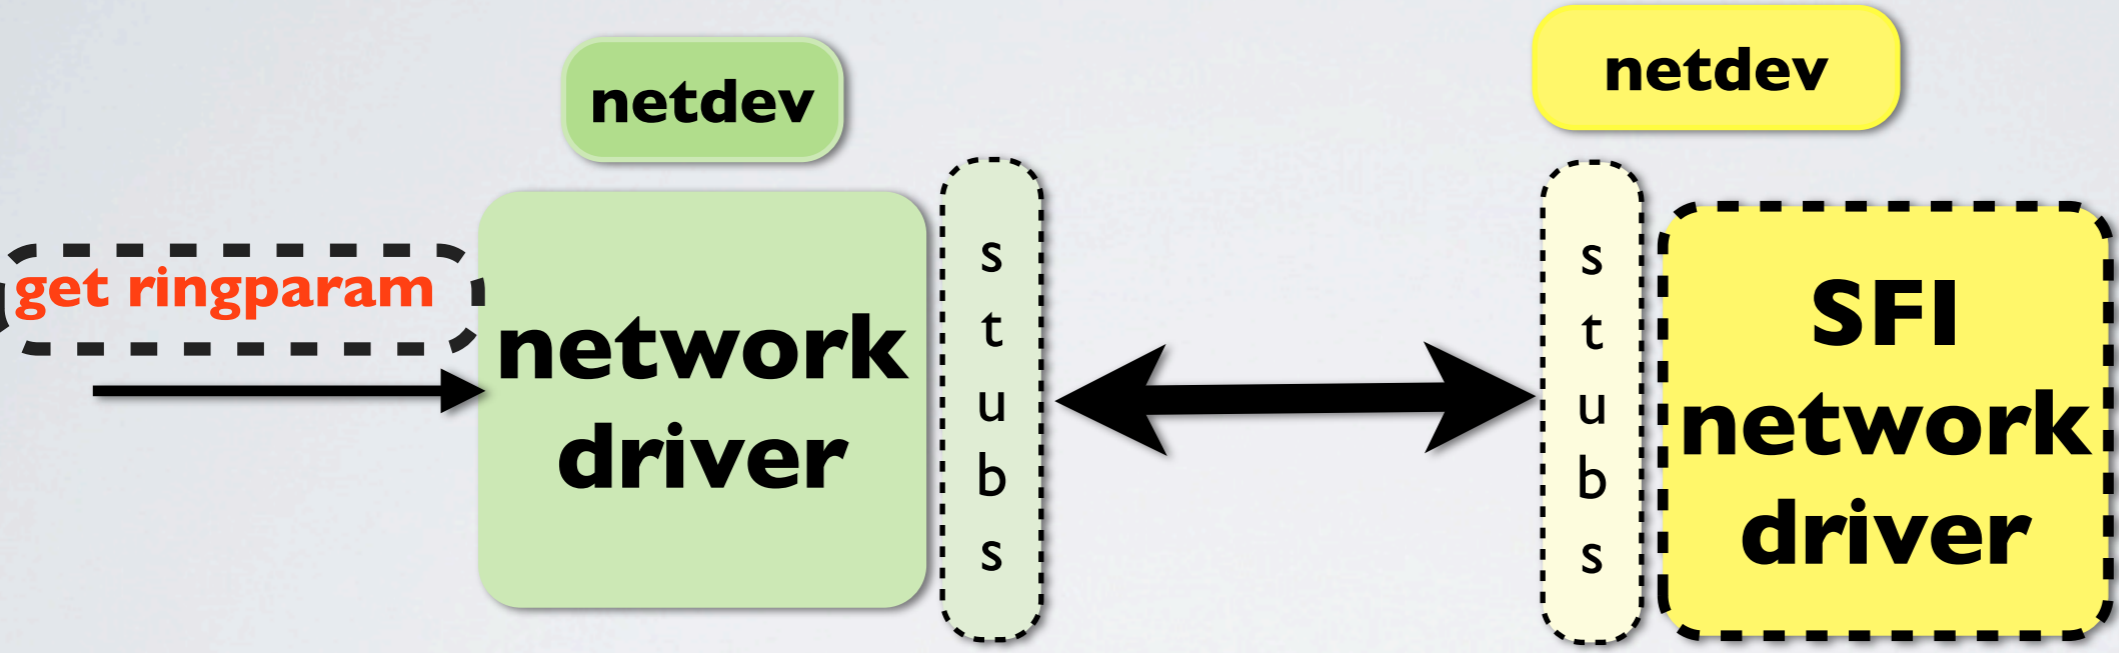 netdev
netdev
get ringparam
network
driver
s
t
u
b
s
s
t
u
b
s
SFI
network
driver